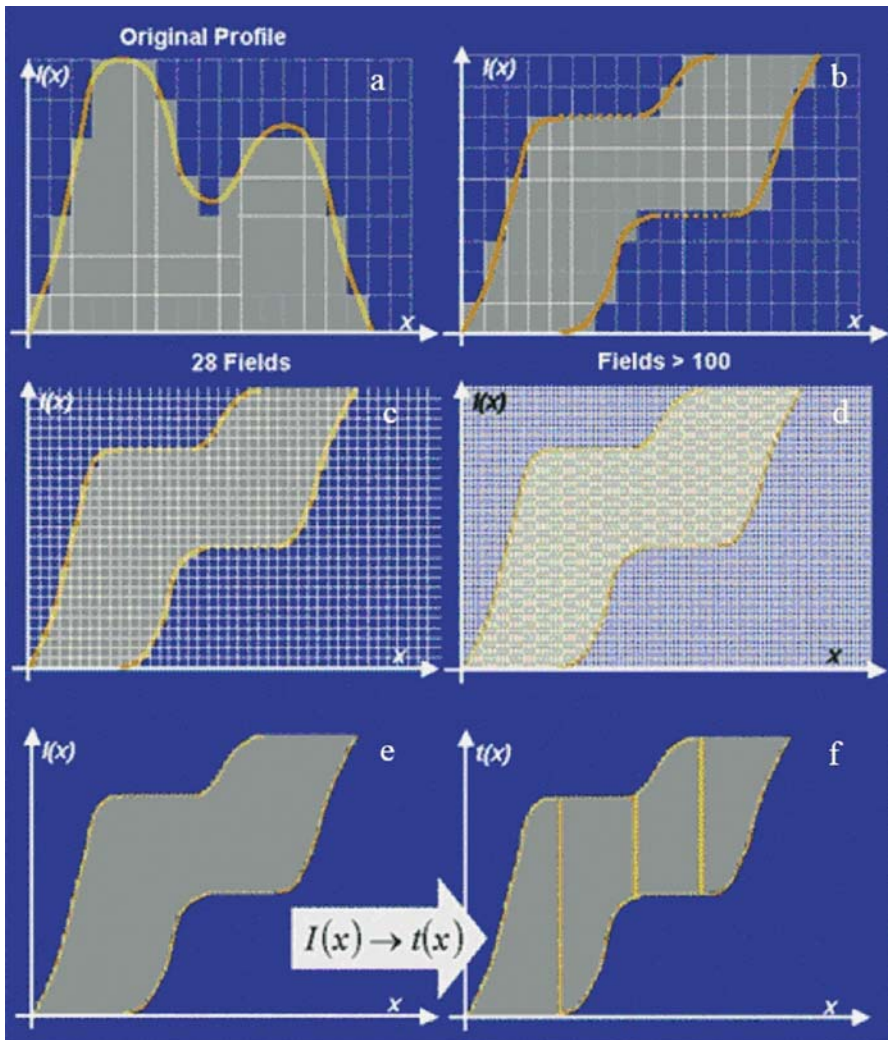 Original Profile
I(x)
a
x
I(x)
b
x
28 Fields
I(x)
c
x
Fields > 100
I(x)
d
x
I(x)
e
x
I(x) → t(x)
t(x)
f
x